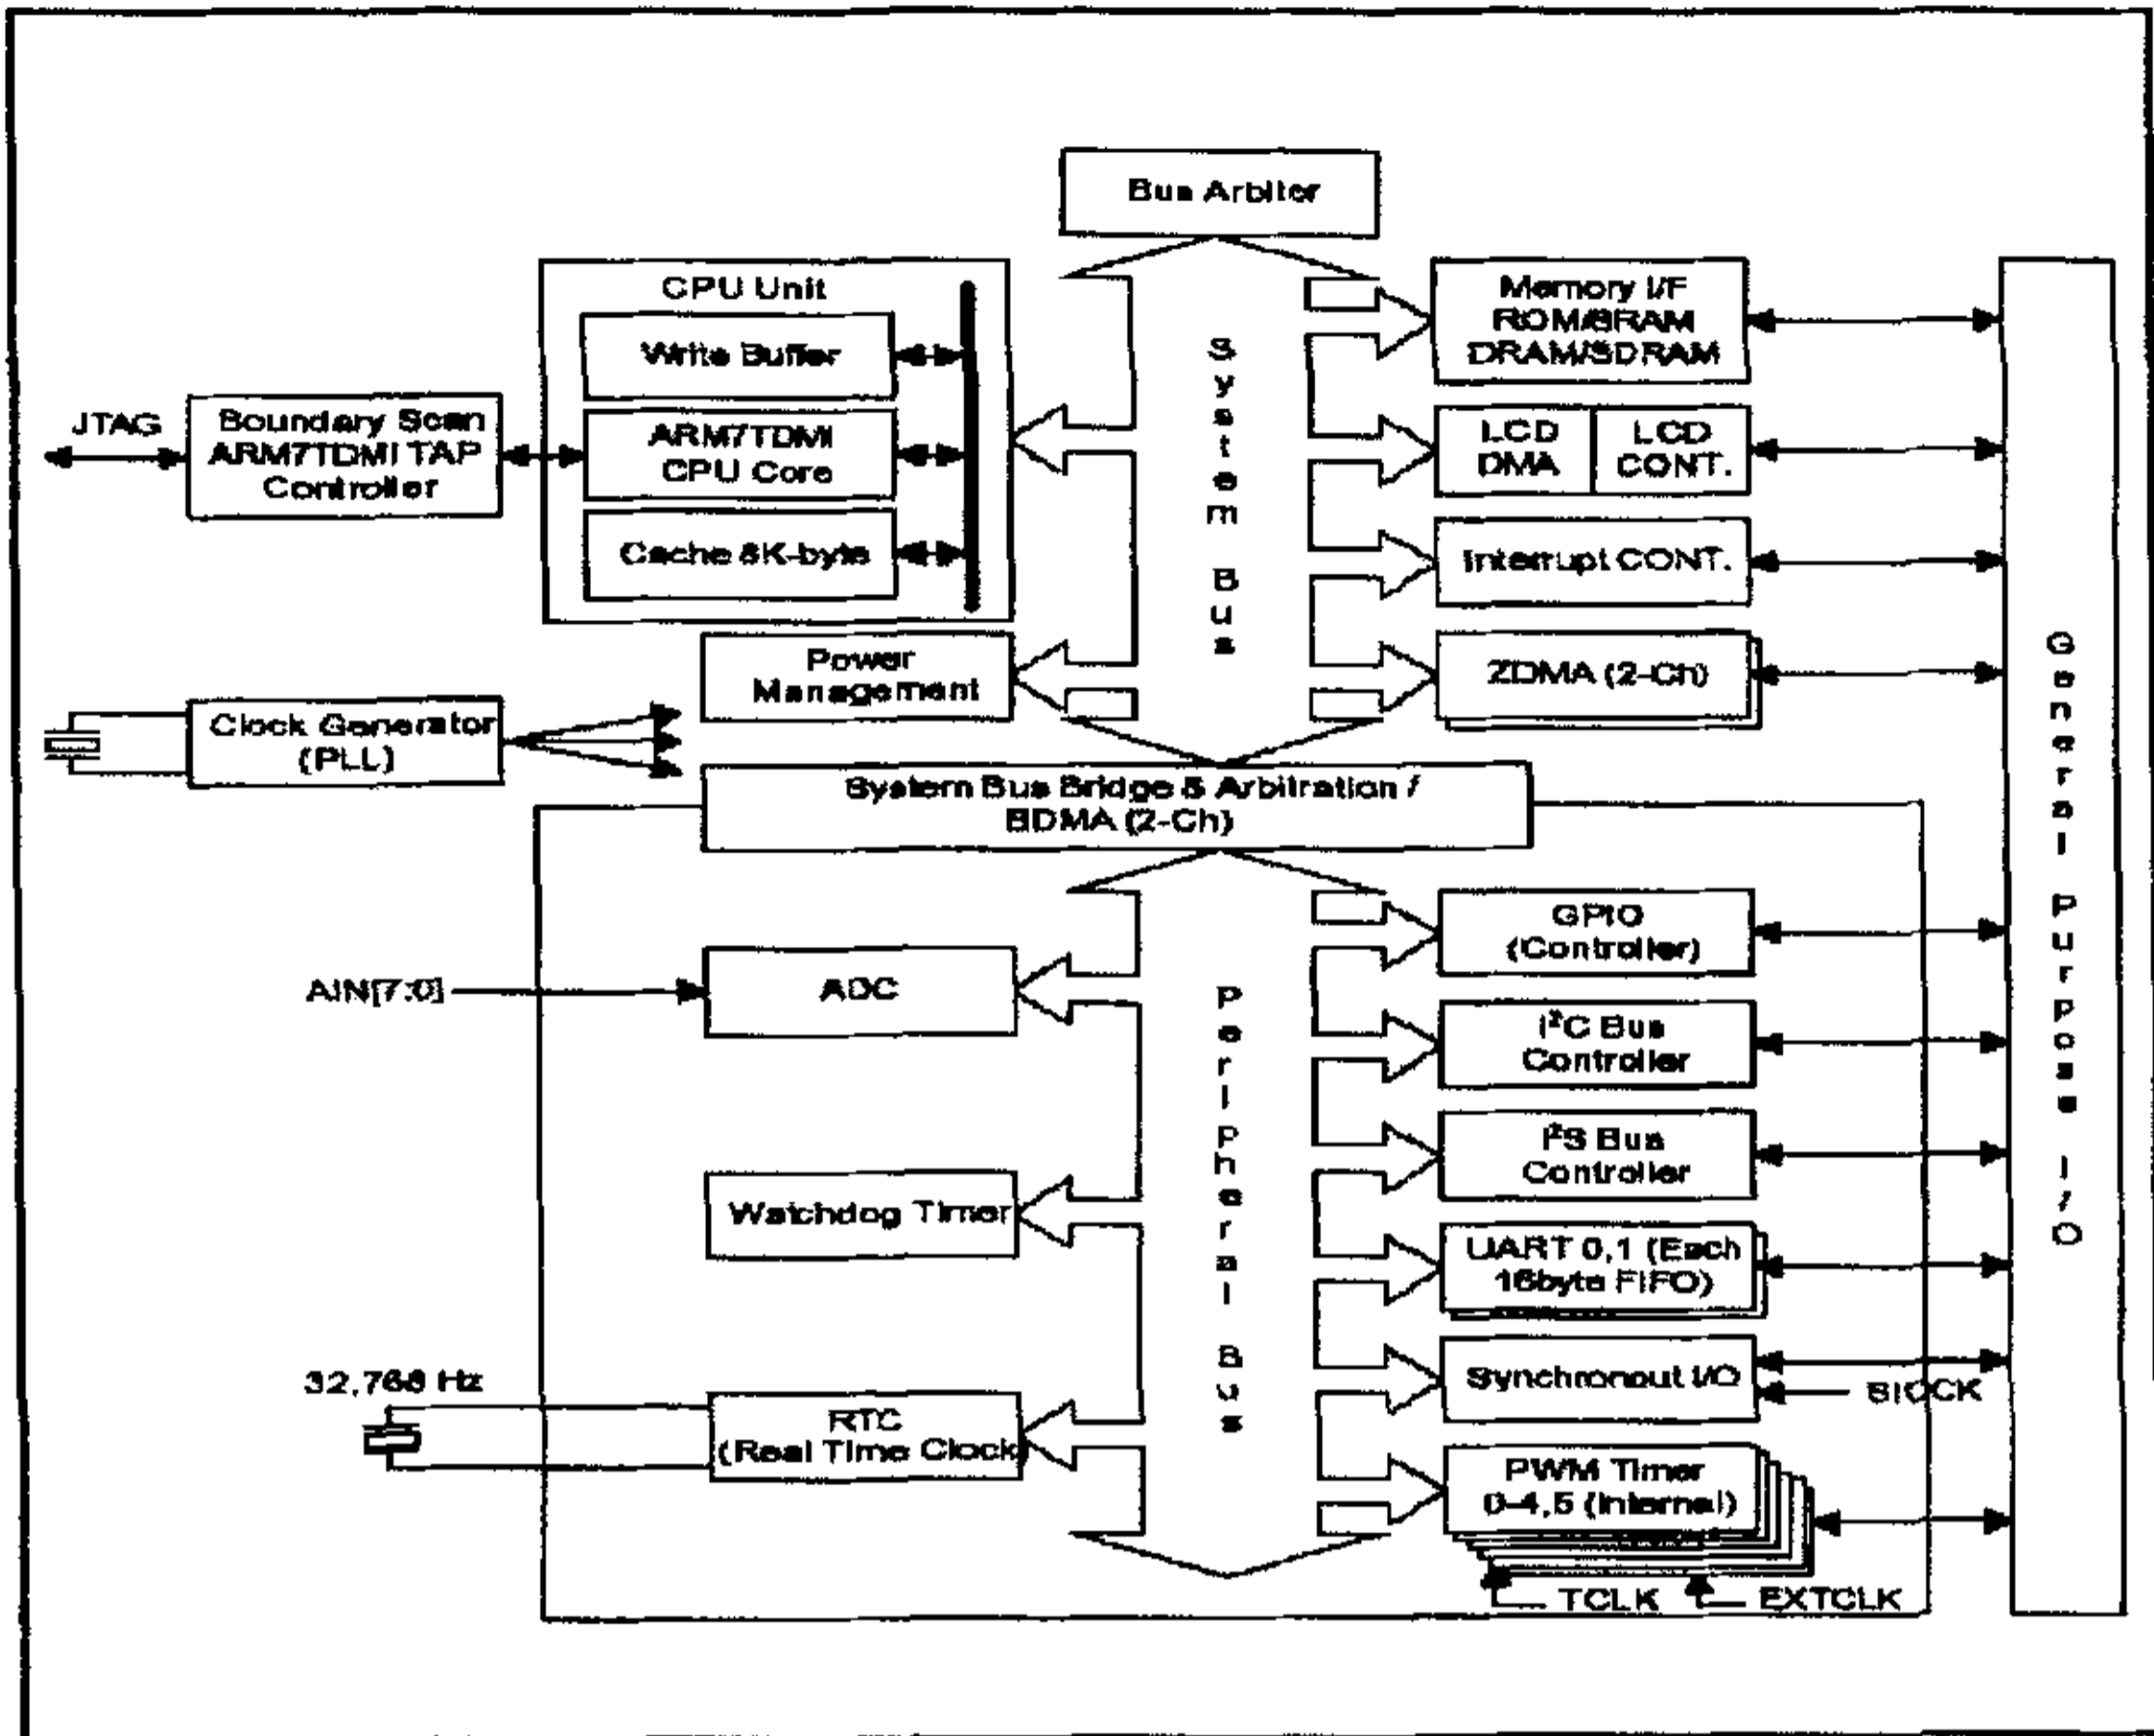 Bus Arbiter
CPU Unit
Write Buffer
ARM7TDMI
CPU Core
Cache 8K-byte
JTAG
Boundary Scan
ARM7TDMI TAP
Controller
Power
Management
Clock Generator
(PLL)
System Bus
Memory I/F
ROM/SRAM
DRAM/SDRAM
LCD
DMA
LCD
CONT.
Interrupt CONT.
ZDMA (2-Ch)
System Bus Bridge & Arbitration /
BDMA (2-Ch)
AIN[7:0]
ADC
Watchdog Timer
32,768 Hz
RTC
(Real Time Clock)
Peripheral Bus
GPIO
(Controller)
I²C Bus
Controller
I²S Bus
Controller
UART 0,1 (Each
16byte FIFO)
Synchronout I/O
SIOCK
PWM Timer
0-4,5 (Internal)
TCLK
EXTCLK
General Purpose I/O